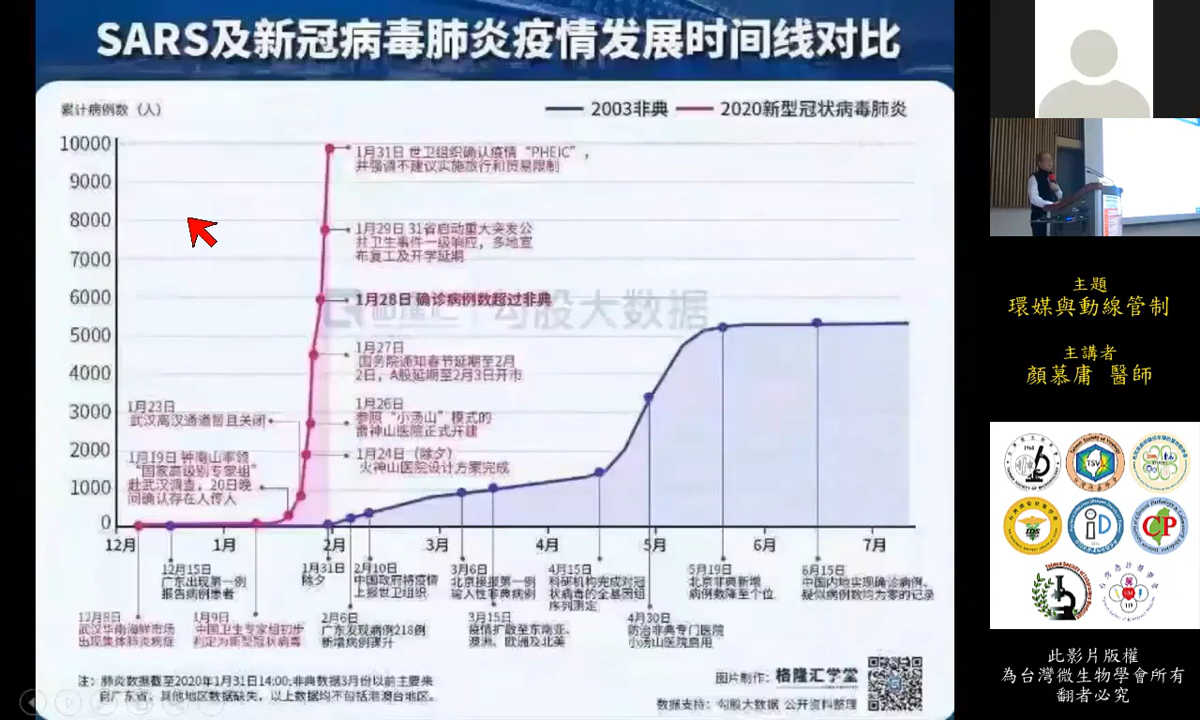 SARS及新冠病毒肺炎疫情发展时间线对比
累计病例数（人）
2003非典
2020新型冠状病毒肺炎
10000
9000
8000
7000
6000
5000
4000
3000
2000
1000
0
1月31日 世卫组织确认疫情“PHEIC”，
并强调不建议实施旅行和贸易限制
1月29日 31省启动重大突发公
共卫生事件一级响应，多地宣
布复工及开学延期
1月28日 确诊病例数超过非典
格隆汇 勾股大数据
1月27日
国务院通知春节延期至2月
2日，A股延期至2月3日开市
1月26日
参照“小汤山”模式的
雷神山医院正式开建
1月24日（除夕）
火神山医院设计方案完成
1月23日
武汉离汉通道暂且关闭
1月19日 钟南山率领
“国家高级别专家组”
赴武汉调查，20日晚
间确认存在人传人
12月
1月
2月
3月
4月
5月
6月
7月
12月15日
广东出现第一例
报告病例患者
1月31日
除夕
2月10日
中国政府将疫情
上报世卫组织
3月6日
北京接报第一例
输入性非典病例
4月15日
科研机构完成对冠
状病毒的全基因组
序列测定
5月19日
北京非典新增
病例数降至个位
6月15日
中国内地实现确诊病例、
疑似病例数均为零的记录
12月8日
武汉华南海鲜市场
出现集体肺炎病症
1月9日
中国卫生专家组初步
判定为新型冠状病毒
2月6日
广东发现病例218例
新增病例攀升
3月15日
疫情扩散至东南亚、
澳洲、欧洲及北美
4月30日
防治非典专门医院
小汤山医院启用
注：肺炎数据截至2020年1月31日14:00;非典数据3月份以前主要来
自广东省，其他地区数据缺失，以上数据均不包括港澳台地区。
图片制作：格隆汇学堂
数据支持：勾股大数据 公开资料整理
主題
環媒與動線管制
主講者
顏慕庸 醫師
TSV
iD
CP
此影片版權
為台灣微生物學會所有
翻者必究